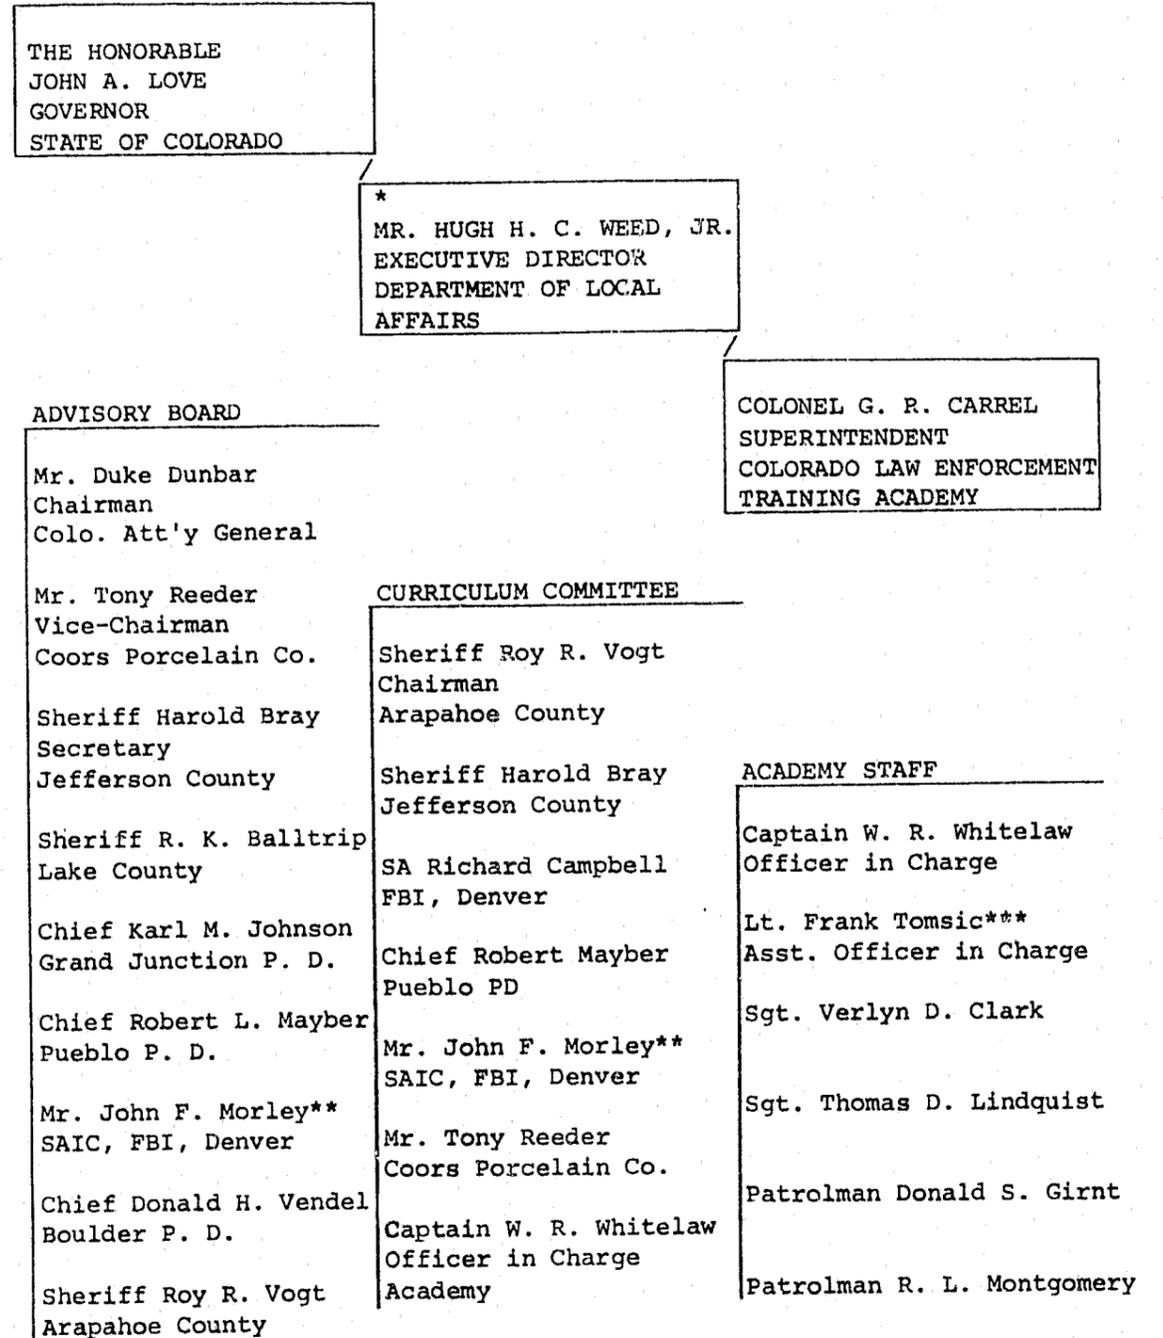 THE HONORABLE
JOHN A. LOVE
GOVERNOR
STATE OF COLORADO
*
MR. HUGH H. C. WEED, JR.
EXECUTIVE DIRECTOR
DEPARTMENT OF LOCAL
AFFAIRS
COLONEL G. R. CARREL
SUPERINTENDENT
COLORADO LAW ENFORCEMENT
TRAINING ACADEMY
ADVISORY BOARD
Mr. Duke Dunbar
Chairman
Colo. Att'y General
Mr. Tony Reeder
Vice-Chairman
Coors Porcelain Co.
Sheriff Harold Bray
Secretary
Jefferson County
Sheriff R. K. Balltrip
Lake County
Chief Karl M. Johnson
Grand Junction P. D.
Chief Robert L. Mayber
Pueblo P. D.
Mr. John F. Morley**
SAIC, FBI, Denver
Chief Donald H. Vendel
Boulder P. D.
Sheriff Roy R. Vogt
Arapahoe County
CURRICULUM COMMITTEE
Sheriff Roy R. Vogt
Chairman
Arapahoe County
Sheriff Harold Bray
Jefferson County
SA Richard Campbell
FBI, Denver
Chief Robert Mayber
Pueblo PD
Mr. John F. Morley**
SAIC, FBI, Denver
Mr. Tony Reeder
Coors Porcelain Co.
Captain W. R. Whitelaw
Officer in Charge
Academy
ACADEMY STAFF
Captain W. R. Whitelaw
Officer in Charge
Lt. Frank Tomsic***
Asst. Officer in Charge
Sgt. Verlyn D. Clark
Sgt. Thomas D. Lindquist
Patrolman Donald S. Girnt
Patrolman R. L. Montgomery